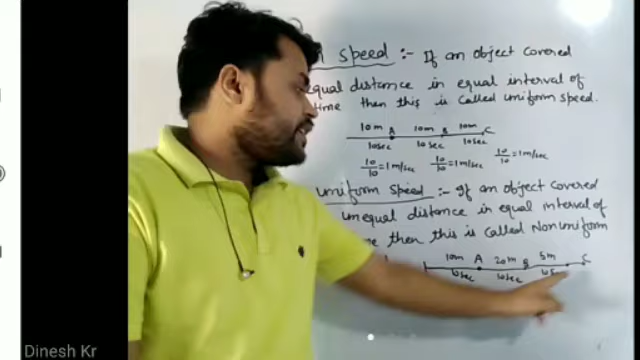 speed :- If an object covered
equal distance in equal interval of
time then this is called uniform speed.
10m A 10m B 10m C
10sec 10sec 10sec
10/10 = 1m/sec 10/10 = 1m/sec 10/10 = 1m/sec
uniform speed :- If an object covered
unequal distance in equal interval of
then this is called Nonuniform
10m A 20m B 5m C
10sec 10sec
Dinesh Kr